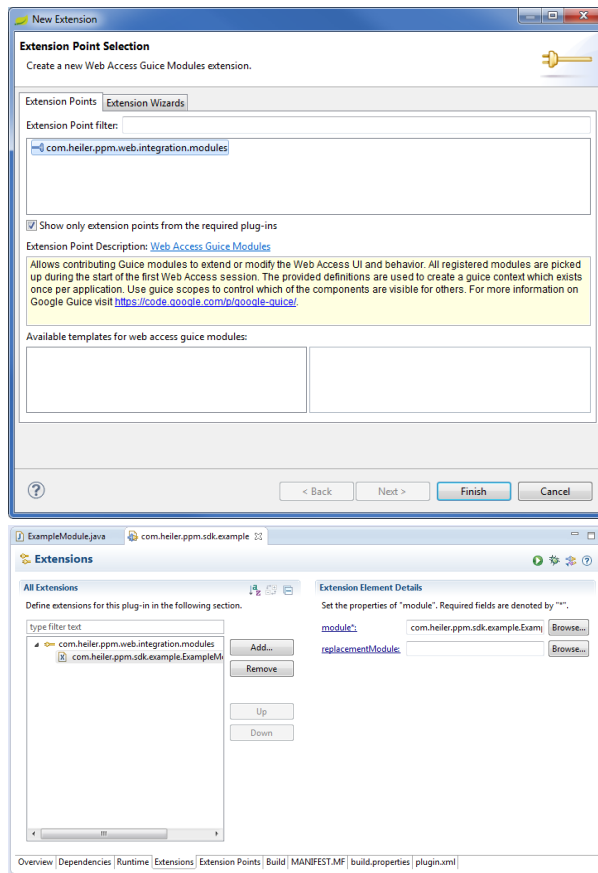 New Extension
Extension Point Selection
Create a new Web Access Guice Modules extension.
Extension Points Extension Wizards
Extension Point filter:
com.heiler.ppm.web.integration.modules
Show only extension points from the required plug-ins
Extension Point Description: Web Access Guice Modules
Allows contributing Guice modules to extend or modify the Web Access UI and behavior. All registered modules are picked
up during the start of the first Web Access session. The provided definitions are used to create a guice context which exists
once per application. Use guice scopes to control which of the components are visible for others. For more information on
Google Guice visit https://code.google.com/p/google-guice/.
Available templates for web access guice modules:
< Back Next > Finish Cancel
ExampleModule.java com.heiler.ppm.sdk.example
Extensions
All Extensions
Define extensions for this plug-in in the following section.
type filter text
com.heiler.ppm.web.integration.modules
com.heiler.ppm.sdk.example.ExampleM
Add...
Remove
Up
Down
Extension Element Details
Set the properties of "module". Required fields are denoted by "*".
module*: com.heiler.ppm.sdk.example.Examp Browse...
replacementModule: Browse...
Overview Dependencies Runtime Extensions Extension Points Build MANIFEST.MF build.properties plugin.xml